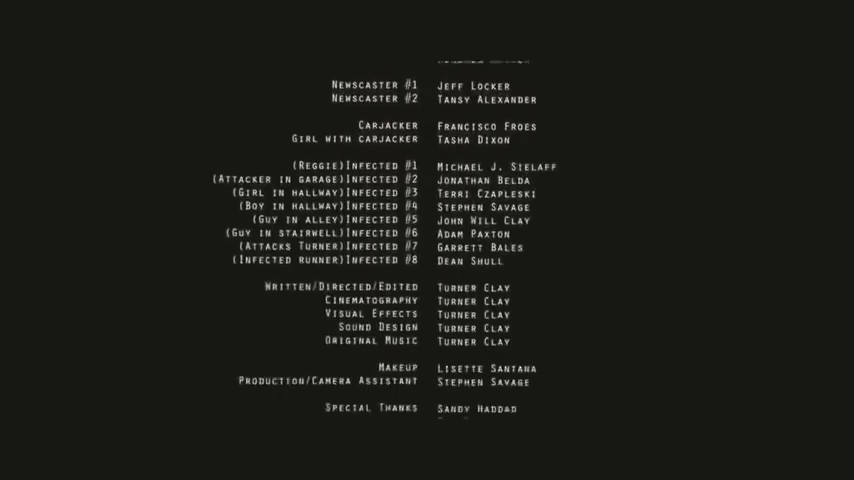 Newscaster #1 Jeff Locker
Newscaster #2 Tansy Alexander
Carjacker Francisco Froes
Girl with carjacker Tasha Dixon
(Reggie)Infected #1 Michael J. Sielaff
(Attacker in garage)Infected #2 Jonathan Belda
(Girl in hallway)Infected #3 Terri Czapleski
(Boy in hallway)Infected #4 Stephen Savage
(Guy in alley)Infected #5 John Will Clay
(Guy in stairwell)Infected #6 Adam Paxton
(Attacks Turner)Infected #7 Garrett Bales
(Infected runner)Infected #8 Dean Shull
Written/Directed/Edited Turner Clay
Cinematography Turner Clay
Visual Effects Turner Clay
Sound Design Turner Clay
Original Music Turner Clay
Makeup Lisette Santana
Production/Camera Assistant Stephen Savage
Special Thanks Sandy Haddad